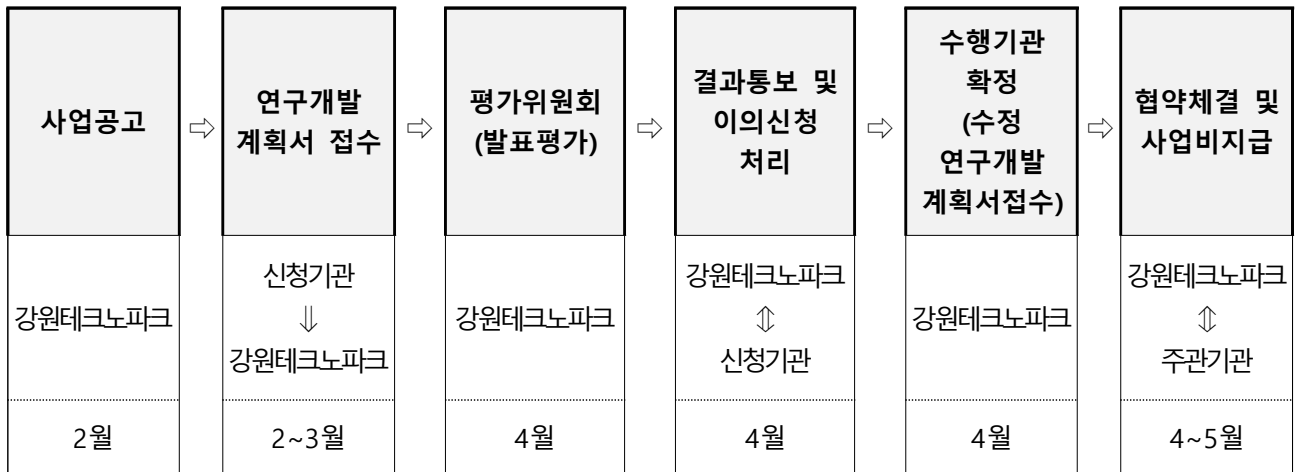 사업공고
⇨
연구개발
계획서 접수
⇨
평가위원회
(발표평가)
⇨
결과통보 및
이의신청
처리
⇨
수행기관
확정
(수정
연구개발
계획서접수)
⇨
협약체결 및
사업비지급
강원테크노파크
신청기관
⇓
강원테크노파크
강원테크노파크
강원테크노파크
⇕
신청기관
강원테크노파크
강원테크노파크
⇕
주관기관
2월
2~3월
4월
4월
4월
4~5월